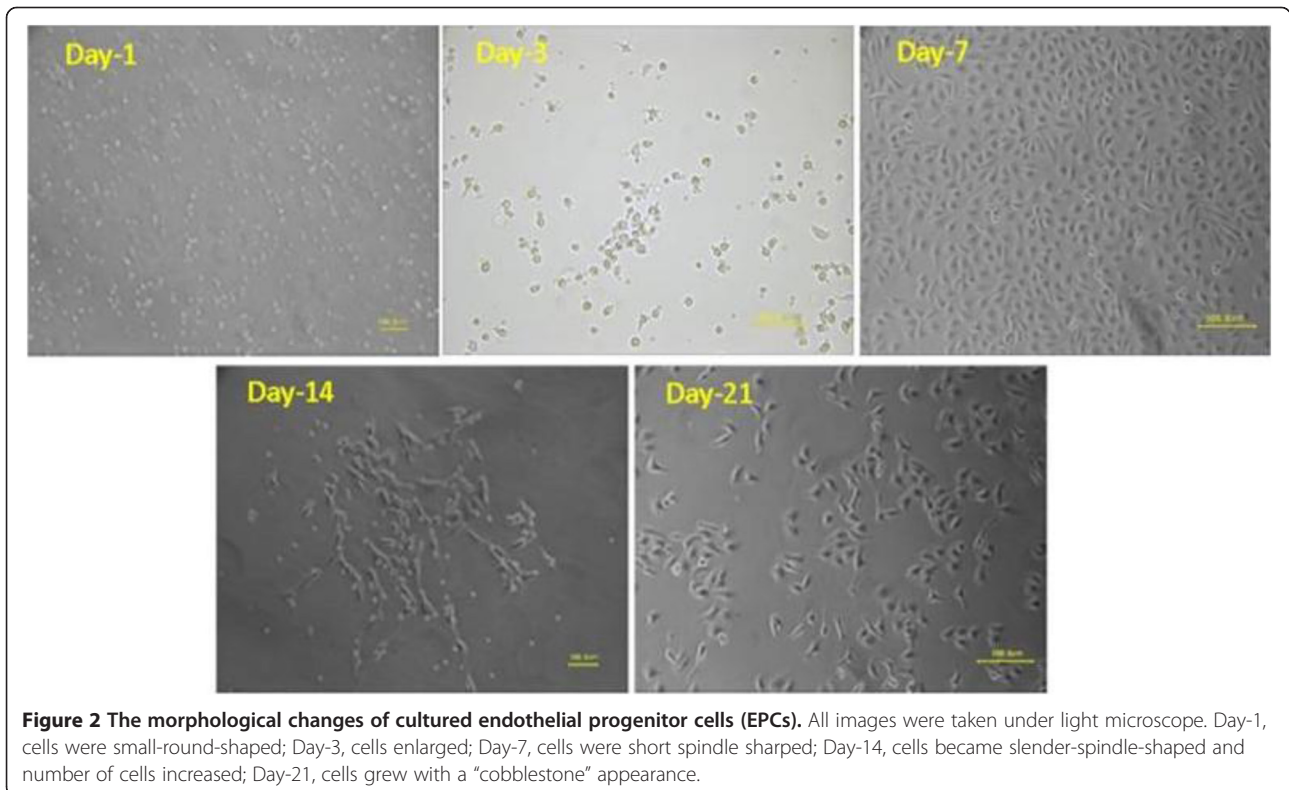 Day-1
Day-3
Day-7
Day-14
Day-21
Figure 2 The morphological changes of cultured endothelial progenitor cells (EPCs). All images were taken under light microscope. Day-1,
cells were small-round-shaped; Day-3, cells enlarged; Day-7, cells were short spindle sharped; Day-14, cells became slender-spindle-shaped and
number of cells increased; Day-21, cells grew with a “cobblestone” appearance.